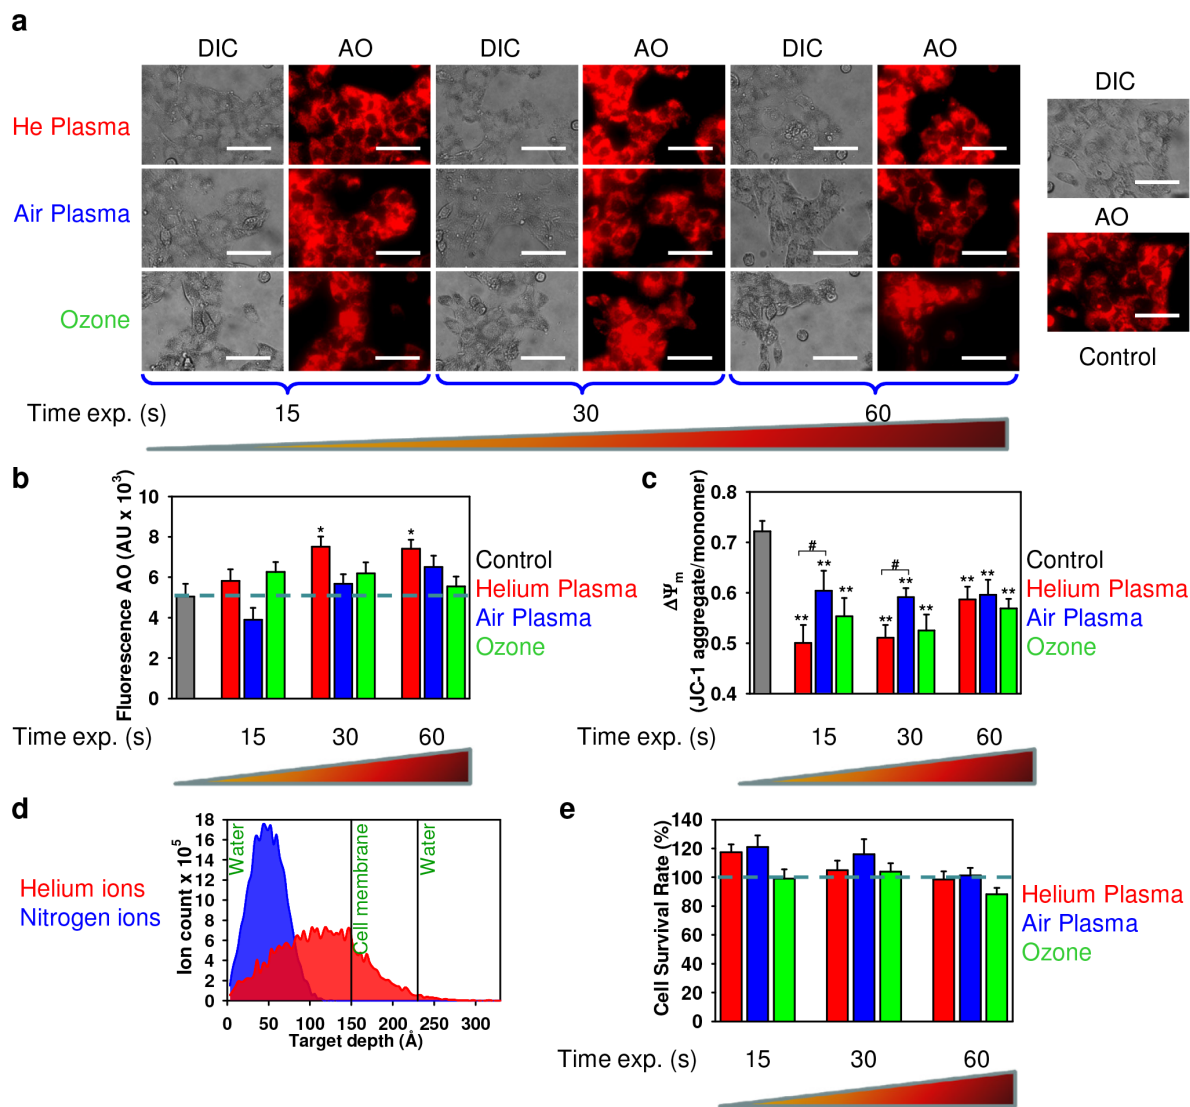 a
DIC AO DIC AO DIC AO
DIC
He Plasma
Air Plasma
AO
Ozone
Control
Time exp. (s) 15 30 60
b
Fluorescence AO (AU x 10³)
10
8
6
4
2
0
* *
Control
Helium Plasma
Air Plasma
Ozone
Time exp. (s) 15 30 60
c
ΔΨm
(JC-1 aggregate/monomer)
0.8
0.7
0.6
0.5
0.4
# #
** ** ** ** ** ** ** ** **
Control
Helium Plasma
Air Plasma
Ozone
Time exp. (s) 15 30 60
d
Helium ions
Nitrogen ions
Ion count x 10⁵
18
16
14
12
10
8
6
4
2
0
Water
Cell membrane
Water
0 50 100 150 200 250 300
Target depth (Å)
e
Cell Survival Rate (%)
140
120
100
80
60
40
20
0
Helium Plasma
Air Plasma
Ozone
Time exp. (s) 15 30 60